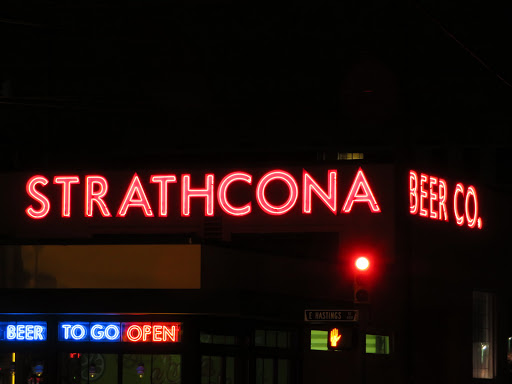 STRATHCONA
BEER CO.
E HASTINGS
BEER TO GO OPEN